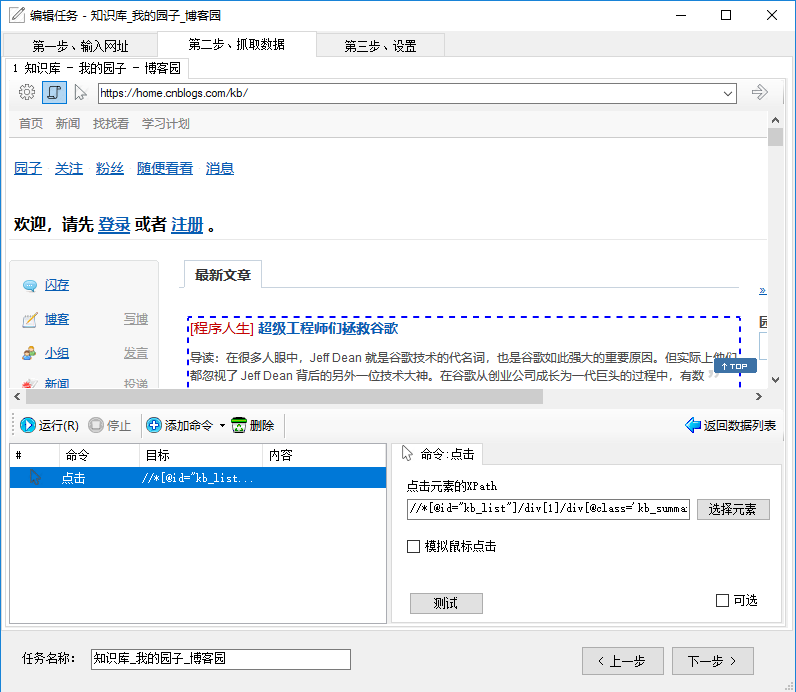 编辑任务 - 知识库_我的园子_博客园
第一步、输入网址 第二步、抓取数据 第三步、设置
1 知识库 - 我的园子 - 博客园
https://home.cnblogs.com/kb/
首页 新闻 找找看 学习计划
园子 关注 粉丝 随便看看 消息
欢迎，请先 登录 或者 注册 。
最新文章
闪存
»
博客 写博
[程序人生] 超级工程师们拯救谷歌
小组 发言
导读：在很多人眼中，Jeff Dean 就是谷歌技术的代名词，也是谷歌如此强大的重要原因。但实际上他们
都忽视了 Jeff Dean 背后的另外一位技术大神。在谷歌从创业公司成长为一代巨头的过程中，有数
↑ TOP
新闻 投递
运行(R) 停止 添加命令 删除 返回数据列表
# 命令 目标 内容
点击 //*[@id="kb_list...
命令:点击
点击元素的XPath
//*[@id="kb_list"]/div[1]/div[@class='kb_summa 选择元素
模拟鼠标点击
测试 可选
任务名称： 知识库_我的园子_博客园
< 上一步 下一步 >